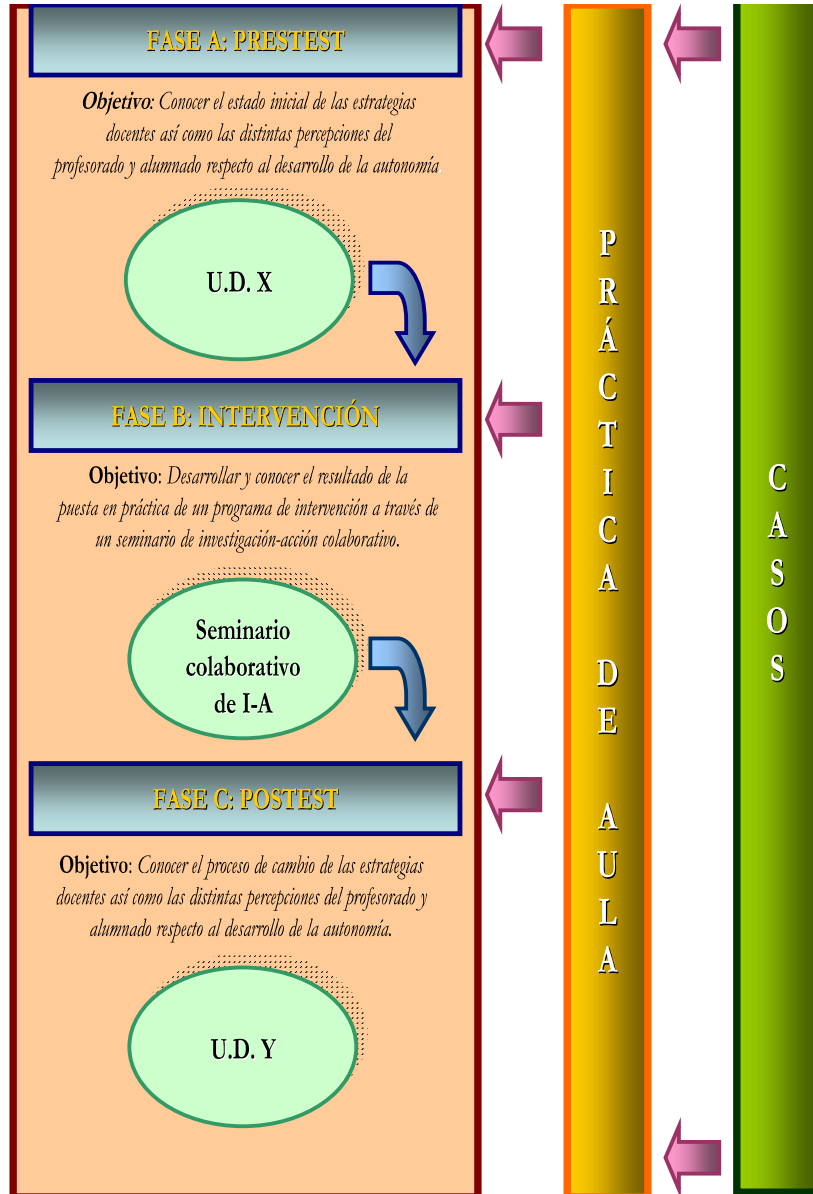 FASE A: PRESTEST
Objetivo: Conocer el estado inicial de las estrategias
docentes así como las distintas percepciones del
profesorado y alumnado respecto al desarrollo de la autonomía.
U.D. X
FASE B: INTERVENCIÓN
Objetivo: Desarrollar y conocer el resultado de la
puesta en práctica de un programa de intervención a través de
un seminario de investigación-acción colaborativo.
Seminario
colaborativo
de I-A
FASE C: POSTEST
Objetivo: Conocer el proceso de cambio de las estrategias
docentes así como las distintas percepciones del profesorado y
alumnado respecto al desarrollo de la autonomía.
U.D. Y
PRÁCTICA DE AULA
CASOS